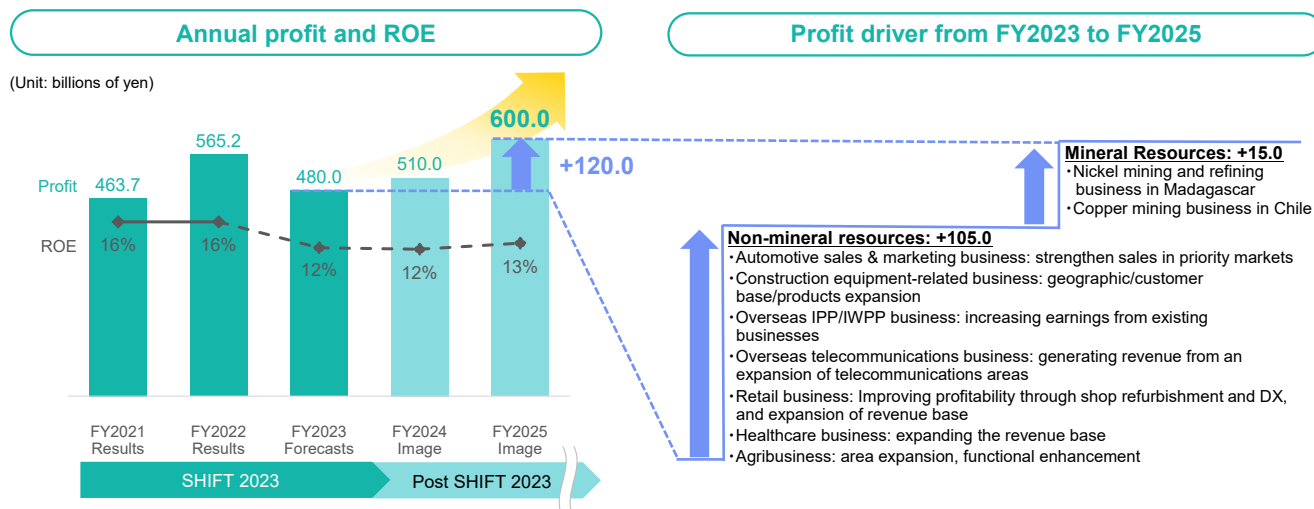 Annual profit and ROE
(Unit: billions of yen)
Profit
ROE
463.7
565.2
480.0
510.0
600.0
+120.0
16%
16%
12%
12%
13%
FY2021
Results
FY2022
Results
FY2023
Forecasts
FY2024
Image
FY2025
Image
SHIFT 2023
Post SHIFT 2023
Profit driver from FY2023 to FY2025
Mineral Resources: +15.0
・Nickel mining and refining
business in Madagascar
・Copper mining business in Chile
Non-mineral resources: +105.0
・Automotive sales & marketing business: strengthen sales in priority markets
・Construction equipment-related business: geographic/customer
base/products expansion
・Overseas IPP/IWPP business: increasing earnings from existing
businesses
・Overseas telecommunications business: generating revenue from an
expansion of telecommunications areas
・Retail business: Improving profitability through shop refurbishment and DX,
and expansion of revenue base
・Healthcare business: expanding the revenue base
・Agribusiness: area expansion, functional enhancement